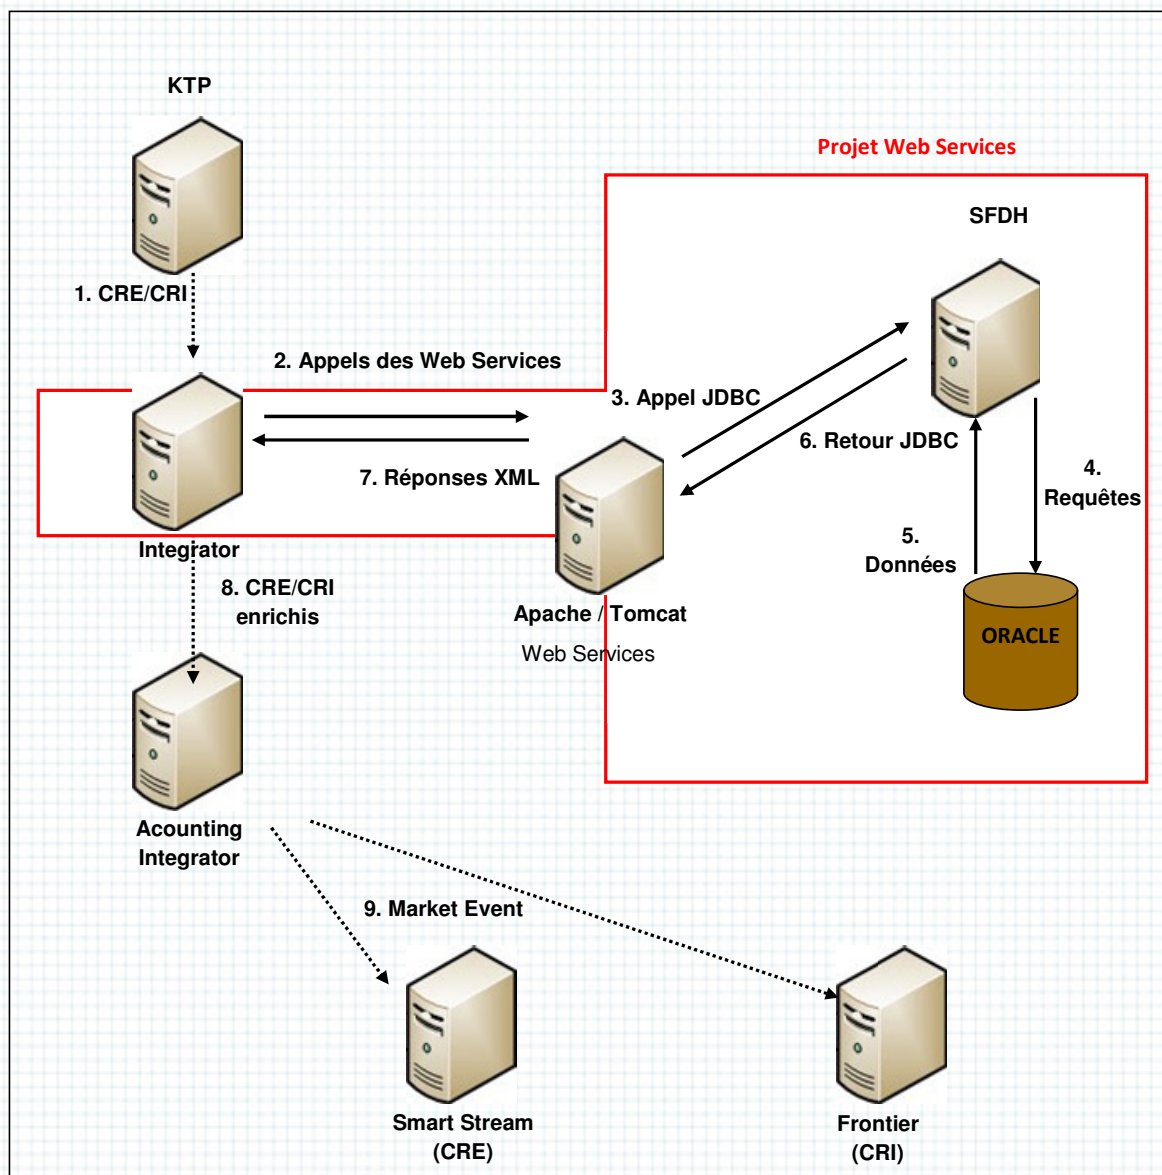 KTP
Projet Web Services
SFDH
1. CRE/CRI
2. Appels des Web Services
3. Appel JDBC
6. Retour JDBC
7. Réponses XML
4.
Requêtes
5.
Données
Integrator
8. CRE/CRI
enrichis
Apache / Tomcat
Web Services
ORACLE
Acounting
Integrator
9. Market Event
Smart Stream
(CRE)
Frontier
(CRI)